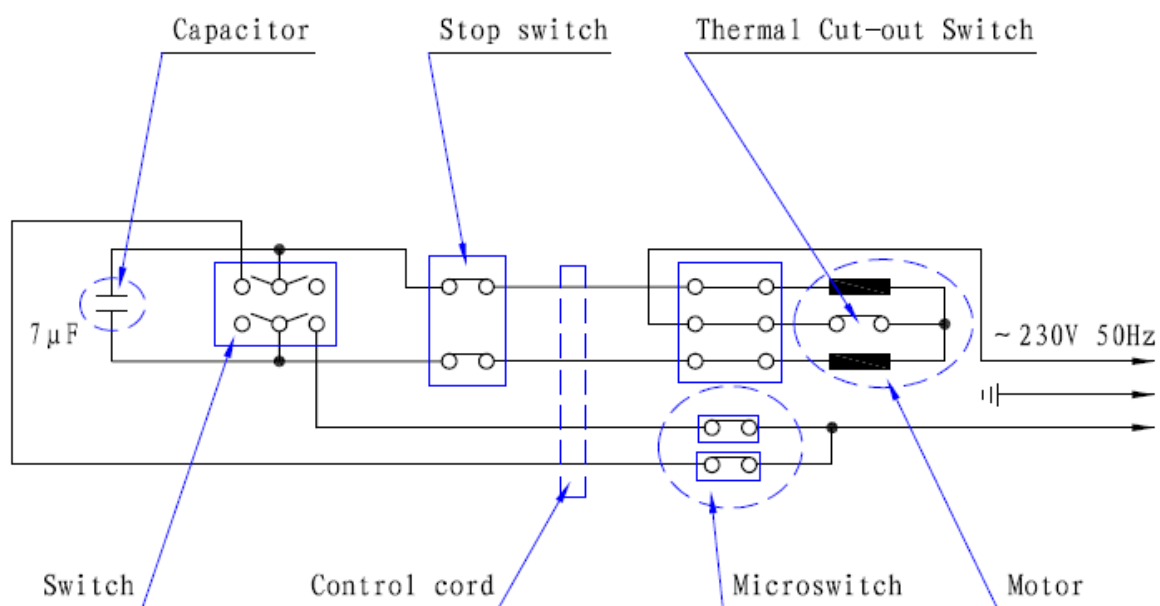 Capacitor
Stop switch
Thermal Cut-out Switch
7μF
~230V 50Hz
Switch
Control cord
Microswitch
Motor